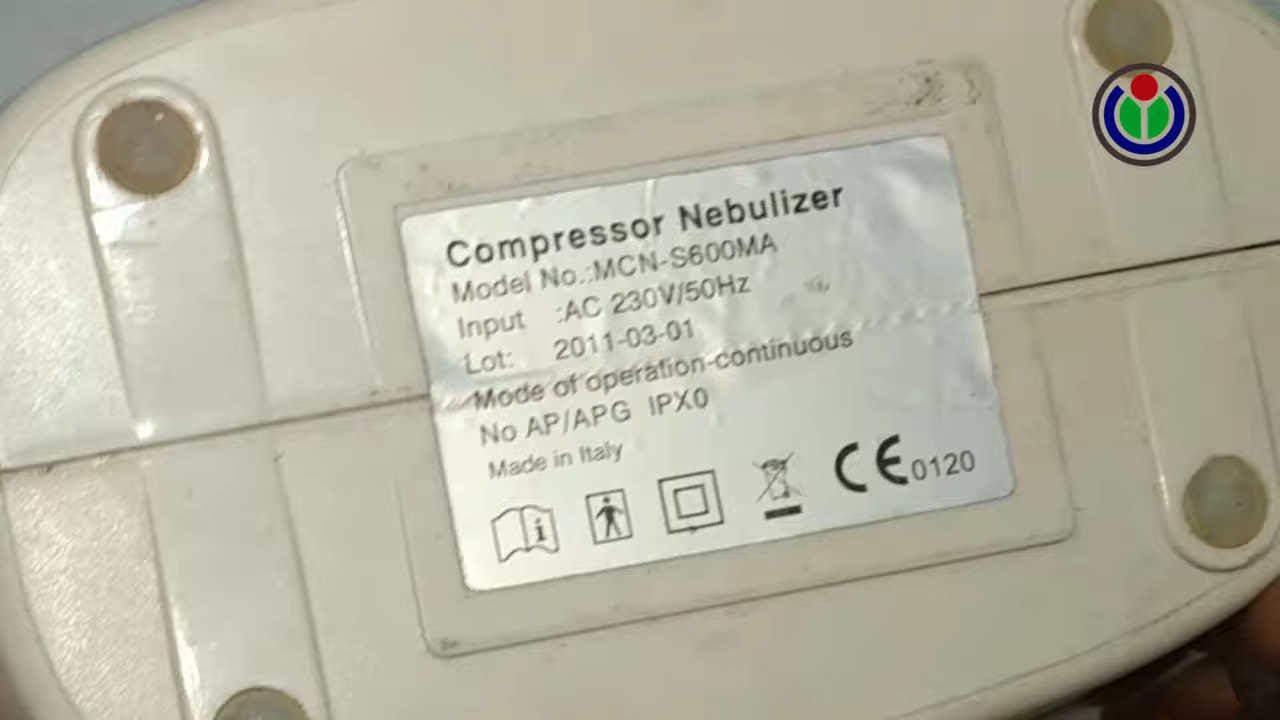 Compressor Nebulizer
Model No.:MCN-S600MA
Input :AC 230V/50Hz
Lot: 2011-03-01
Mode of operation-continuous
No AP/APG IPX0
Made in Italy
CE 0120